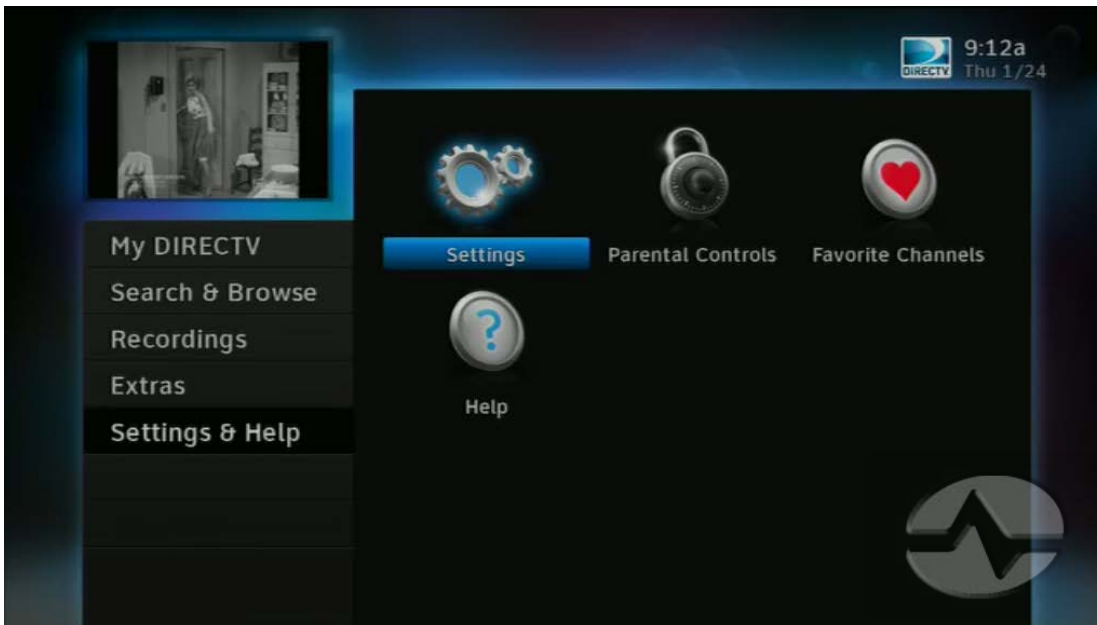 DIRECTV
9:12a
Thu 1/24
My DIRECTV
Search & Browse
Recordings
Extras
Settings & Help
Settings
Parental Controls
Favorite Channels
?
Help